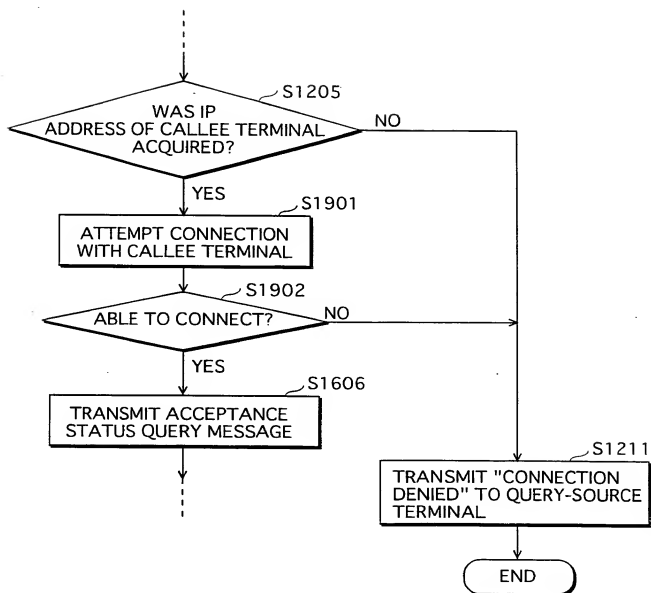 S1205
WAS IP
ADDRESS OF CALLEE TERMINAL
ACQUIRED?
NO
YES
S1901
ATTEMPT CONNECTION
WITH CALLEE TERMINAL
S1902
ABLE TO CONNECT?
NO
YES
S1606
TRANSMIT ACCEPTANCE
STATUS QUERY MESSAGE
S1211
TRANSMIT "CONNECTION
DENIED" TO QUERY-SOURCE
TERMINAL
END